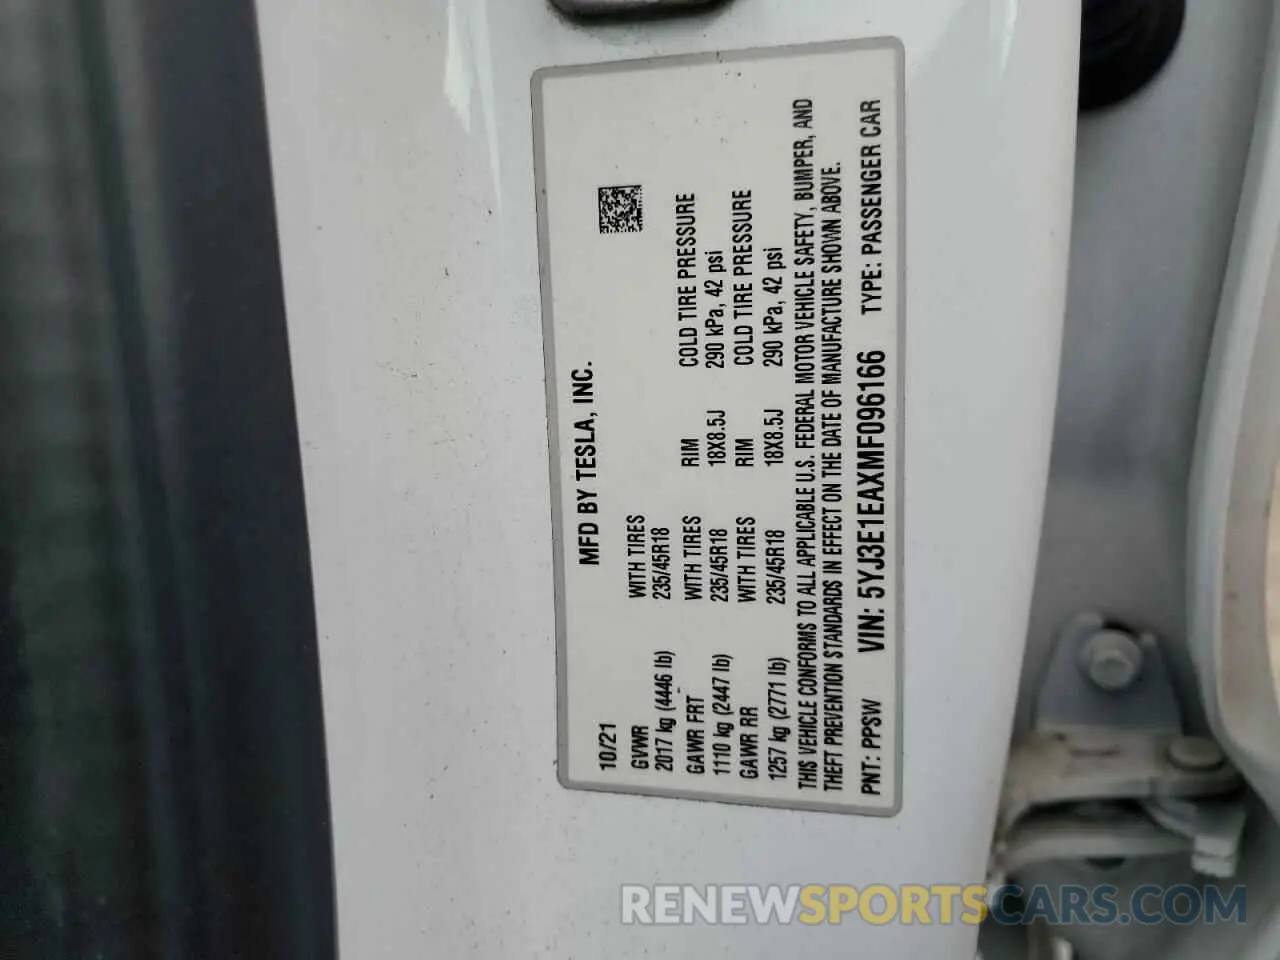 MFD BY TESLA, INC.
10/21
GVWR WITH TIRES
2017 kg (4446 lb) 235/45R18
GAWR FRT WITH TIRES RIM COLD TIRE PRESSURE
1110 kg (2447 lb) 235/45R18 18X8.5J 290 kPa, 42 psi
GAWR RR WITH TIRES RIM COLD TIRE PRESSURE
1257 kg (2771 lb) 235/45R18 18X8.5J 290 kPa, 42 psi
THIS VEHICLE CONFORMS TO ALL APPLICABLE U.S. FEDERAL MOTOR VEHICLE SAFETY, BUMPER, AND
THEFT PREVENTION STANDARDS IN EFFECT ON THE DATE OF MANUFACTURE SHOWN ABOVE.
PNT: PPSW VIN: 5YJ3E1EAXMF096166 TYPE: PASSENGER CAR
RENEWSPORTSCARS.COM